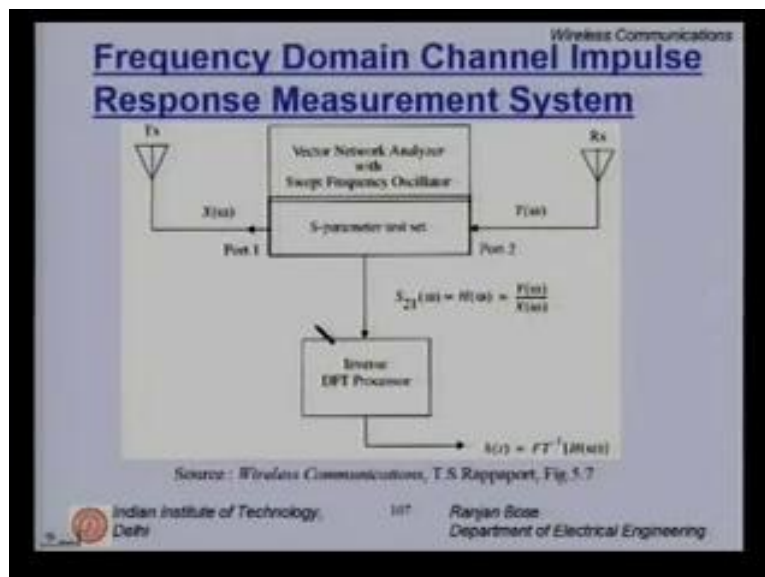 Wireless Communications
Frequency Domain Channel Impulse
Response Measurement System
Tx
Rx
Vector Network Analyzer
with
Swept Frequency Oscillator
X(ω)
S-parameter test set
Y(ω)
Port 1
Port 2
S21(ω) = H(ω) = Y(ω)/X(ω)
Inverse
DFT Processor
h(t) = FT⁻¹[H(ω)]
Source : Wireless Communications, T.S.Rappaport, Fig.5.7
Indian Institute of Technology,
Delhi
107
Ranjan Bose
Department of Electrical Engineering